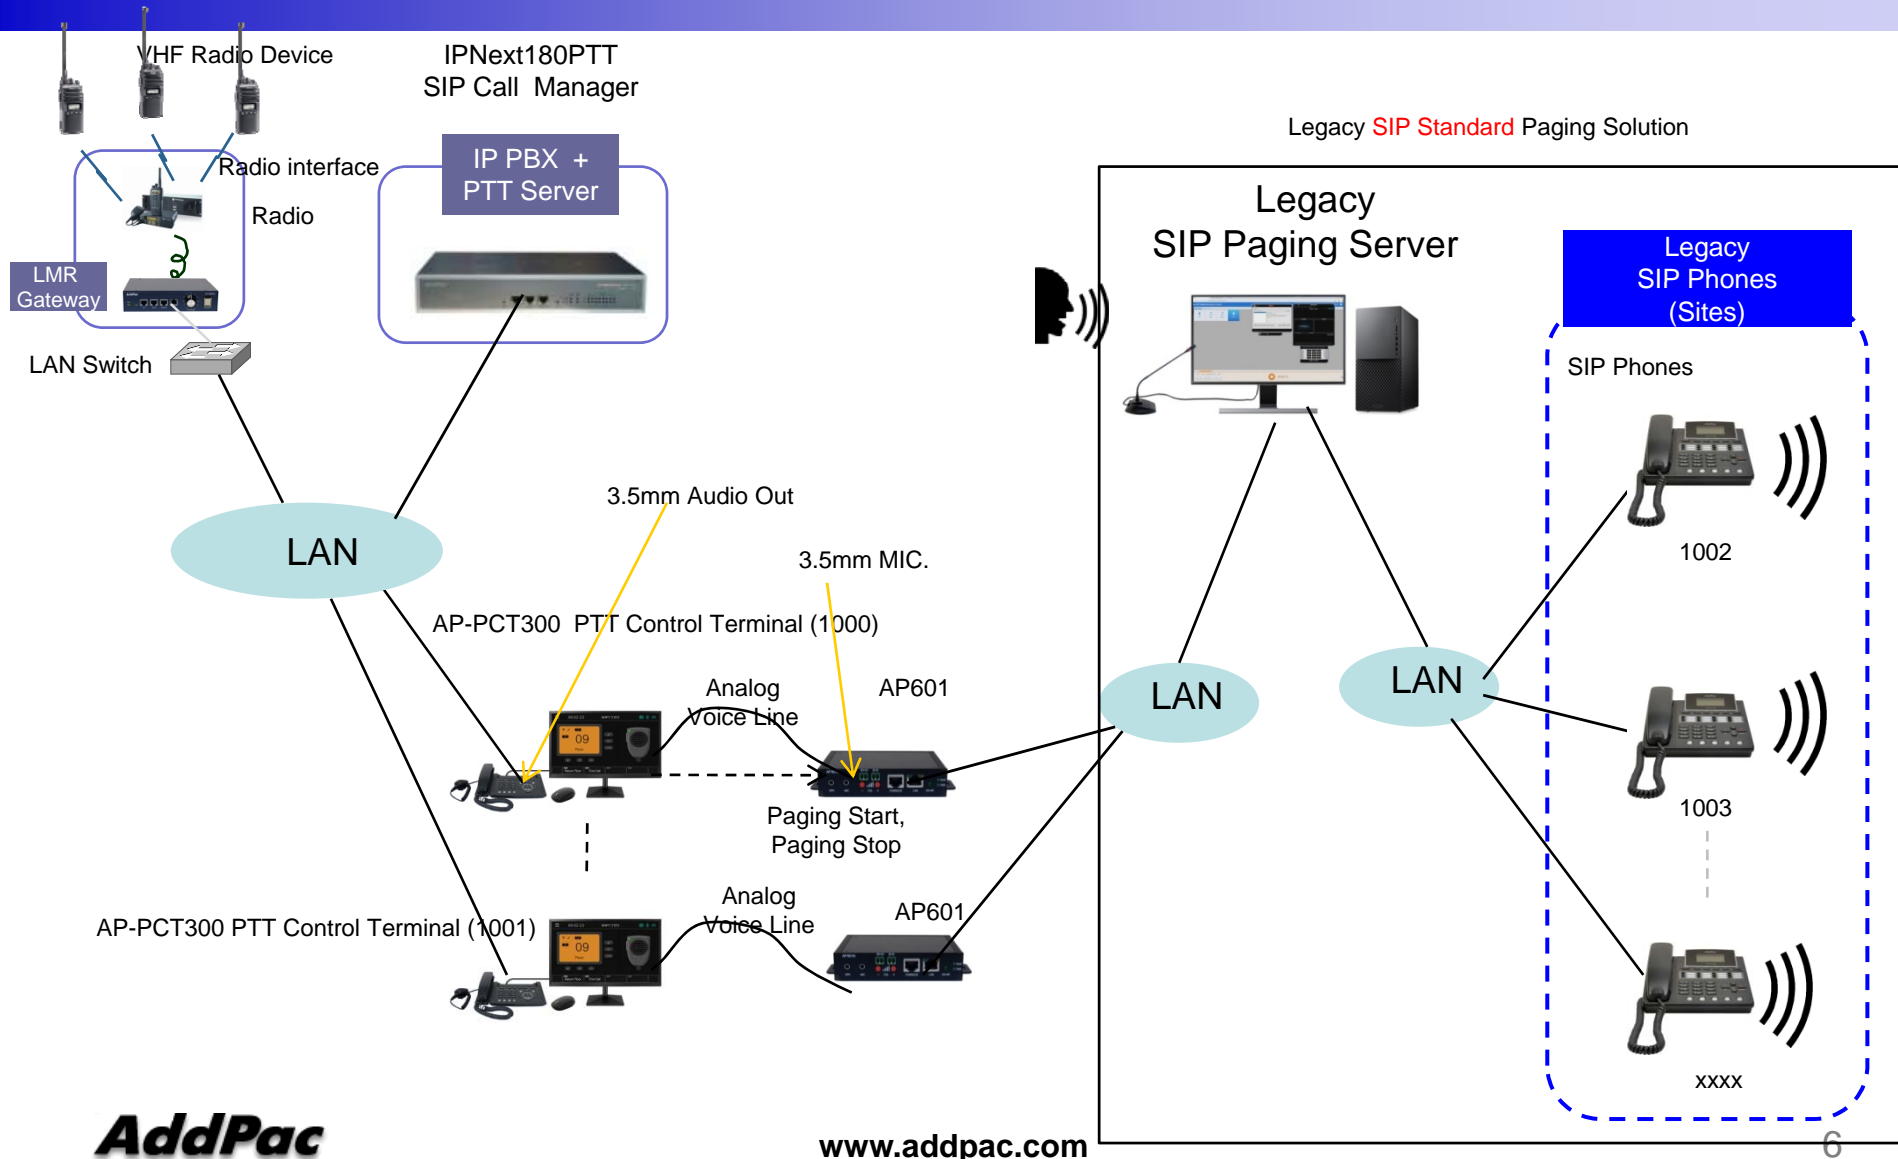 VHF Radio Device
IPNext180PTT
SIP Call Manager
Legacy SIP Standard Paging Solution
IP PBX +
PTT Server
Radio interface
Radio
LMR
Gateway
LAN Switch
Legacy
SIP Paging Server
Legacy
SIP Phones
(Sites)
SIP Phones
1002
3.5mm Audio Out
LAN
3.5mm MIC.
AP-PCT300 PTT Control Terminal (1000)
Analog
Voice Line
AP601
LAN
LAN
09
Paging Start,
Paging Stop
1003
Analog
Voice Line
AP601
AP-PCT300 PTT Control Terminal (1001)
09
xxxx
AddPac
www.addpac.com
6